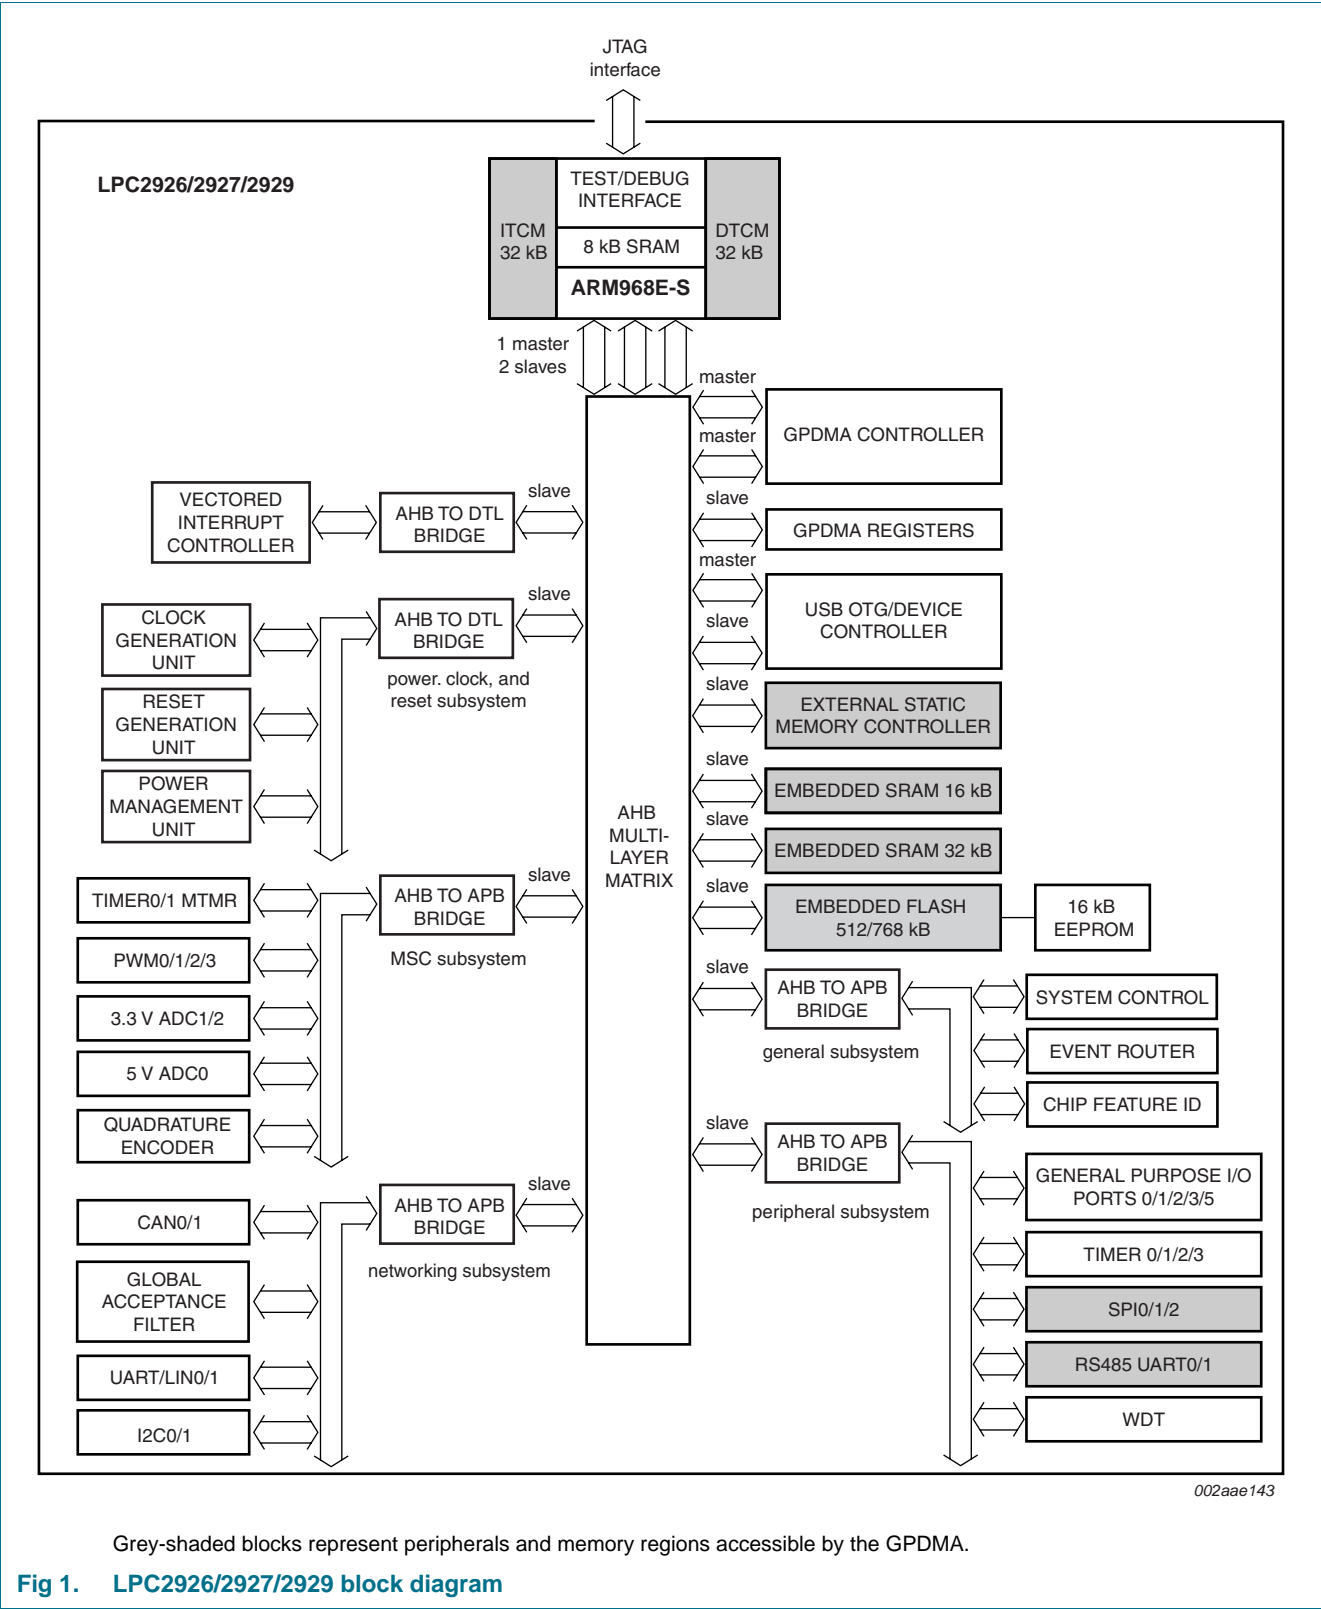 JTAG
interface
LPC2926/2927/2929
ITCM
32 kB
TEST/DEBUG
INTERFACE
8 kB SRAM
ARM968E-S
DTCM
32 kB
1 master
2 slaves
master
GPDMA CONTROLLER
master
slave
GPDMA REGISTERS
master
USB OTG/DEVICE
CONTROLLER
slave
slave
EXTERNAL STATIC
MEMORY CONTROLLER
slave
EMBEDDED SRAM 16 kB
slave
EMBEDDED SRAM 32 kB
slave
EMBEDDED FLASH
512/768 kB
16 kB
EEPROM
slave
AHB TO APB
BRIDGE
general subsystem
SYSTEM CONTROL
EVENT ROUTER
CHIP FEATURE ID
slave
AHB TO APB
BRIDGE
peripheral subsystem
GENERAL PURPOSE I/O
PORTS 0/1/2/3/5
TIMER 0/1/2/3
SPI0/1/2
RS485 UART0/1
WDT
AHB
MULTI-
LAYER
MATRIX
VECTORED
INTERRUPT
CONTROLLER
AHB TO DTL
BRIDGE
slave
CLOCK
GENERATION
UNIT
AHB TO DTL
BRIDGE
slave
power. clock, and
reset subsystem
RESET
GENERATION
UNIT
POWER
MANAGEMENT
UNIT
TIMER0/1 MTMR
AHB TO APB
BRIDGE
slave
MSC subsystem
PWM0/1/2/3
3.3 V ADC1/2
5 V ADC0
QUADRATURE
ENCODER
CAN0/1
AHB TO APB
BRIDGE
slave
networking subsystem
GLOBAL
ACCEPTANCE
FILTER
UART/LIN0/1
I2C0/1
002aae143
Grey-shaded blocks represent peripherals and memory regions accessible by the GPDMA.
Fig 1. LPC2926/2927/2929 block diagram